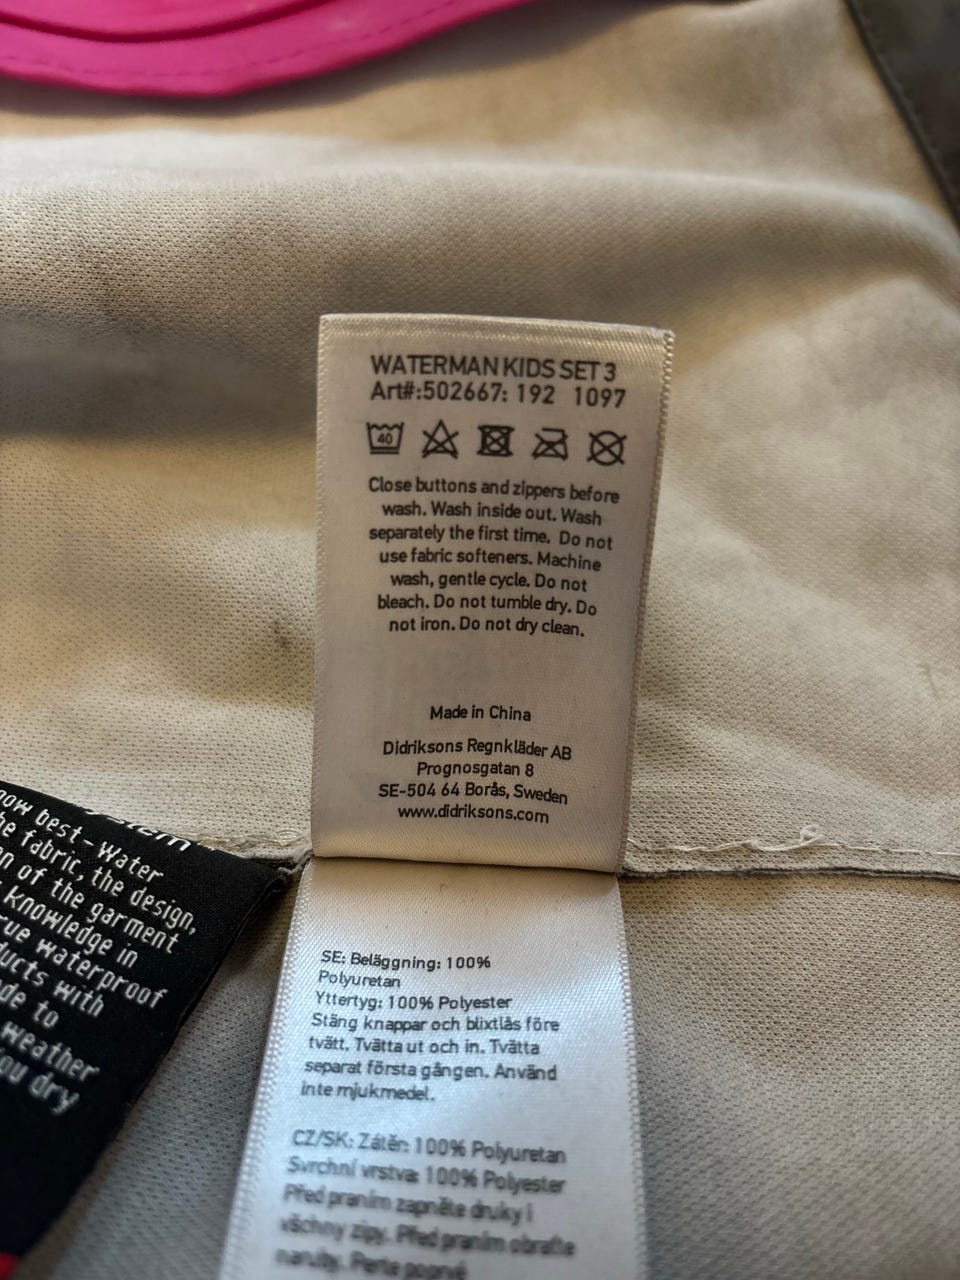 WATERMAN KIDS SET 3
Art#:502667: 192 1097
40
Close buttons and zippers before
wash. Wash inside out. Wash
separately the first time. Do not
use fabric softeners. Machine
wash, gentle cycle. Do not
bleach. Do not tumble dry. Do
not iron. Do not dry clean.
Made in China
Didriksons Regnkläder AB
Prognosgatan 8
SE-504 64 Borås, Sweden
www.didriksons.com
best - Water
fabric, the design,
of the garment
knowledge in
waterproof
with
to
weather
dry
SE: Beläggning: 100%
Polyuretan
Yttertyg: 100% Polyester
Stäng knappar och blixtlås före
tvätt. Tvätta ut och in. Tvätta
separat första gången. Använd
inte mjukmedel.
CZ/SK: Zátěr: 100% Polyuretan
Svrchní vrstva: 100% Polyester
Před praním zapněte druky i
všechny zipy. Před praním obraťte
naruby. Perte poprvé